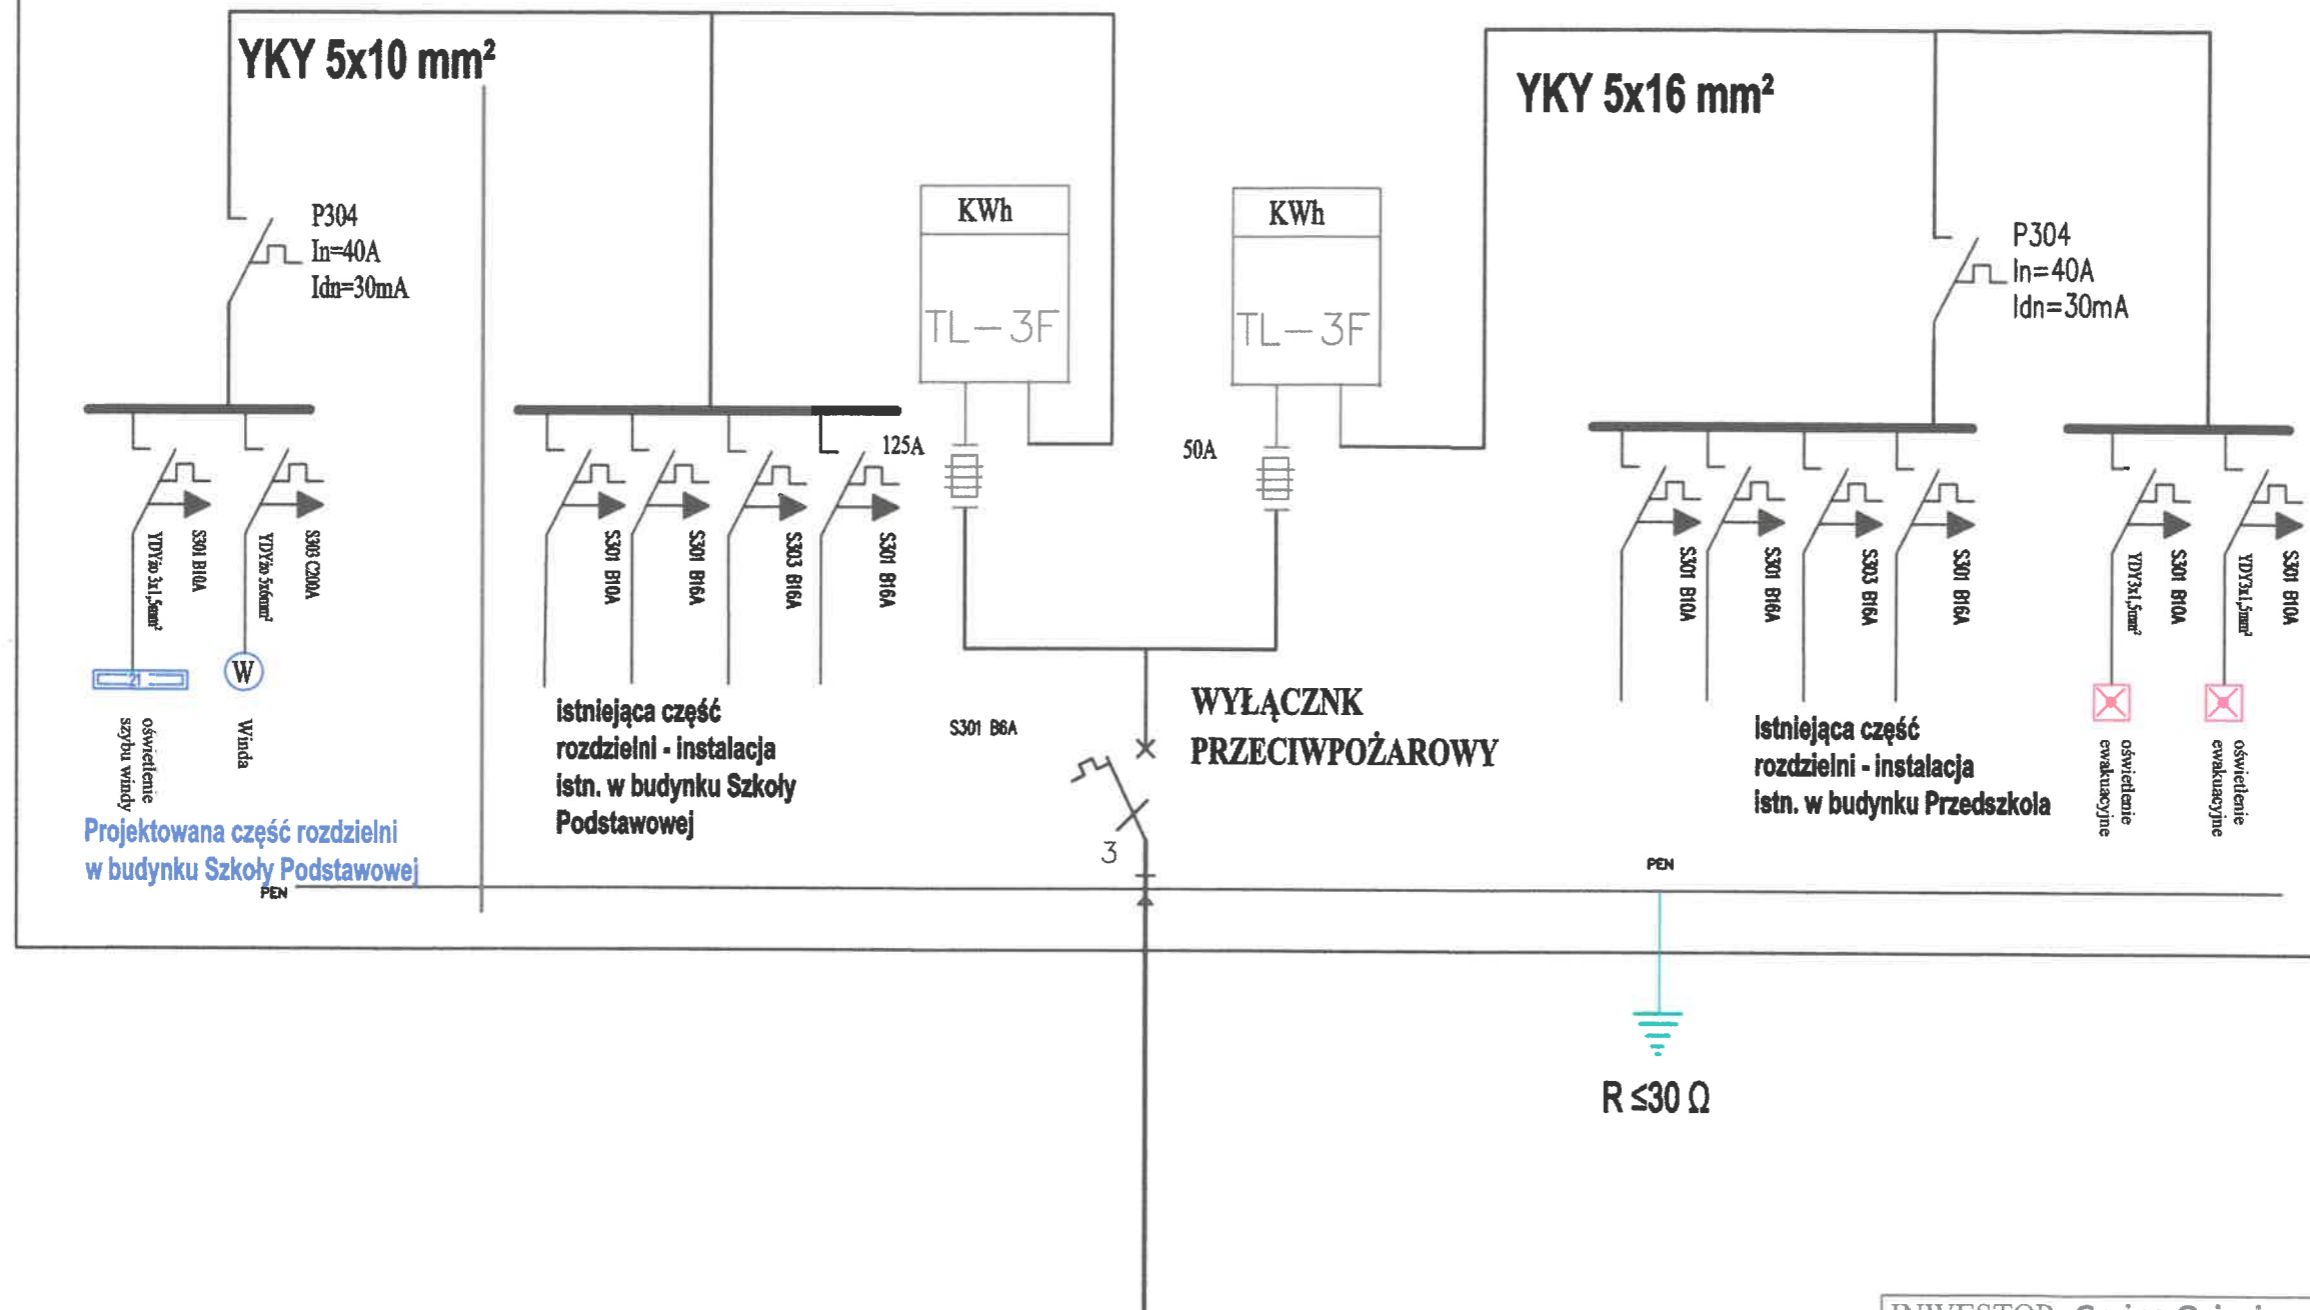 YKY 5x10 mm²
YKY 5x16 mm²
P304
In=40A
Idn=30mA
KWh
TL-3F
KWh
TL-3F
P304
In=40A
Idn=30mA
125A
50A
S301 B10A
YDYżo 3x1,5mm²
S303 C200A
YDYżo 5x6mm²
S301 B10A
S301 B16A
S303 B16A
S301 B16A
S301 B10A
S301 B16A
S303 B16A
S301 B16A
S301 B10A
YDY3x1,5mm²
S301 B10A
YDY3x1,5mm²
21
W
oświetlenie
szybu windy
Winda
Projektowana część rozdzielni
w budynku Szkoły Podstawowej
istniejąca część
rozdzielni - instalacja
istn. w budynku Szkoły
Podstawowej
S301 B6A
WYŁĄCZNK
PRZECIWPOŻAROWY
3
istniejąca część
rozdzielni - instalacja
istn. w budynku Przedszkola
oświetlenie
ewakuacyjne
oświetlenie
ewakuacyjne
PEN
PEN
R ≤30 Ω